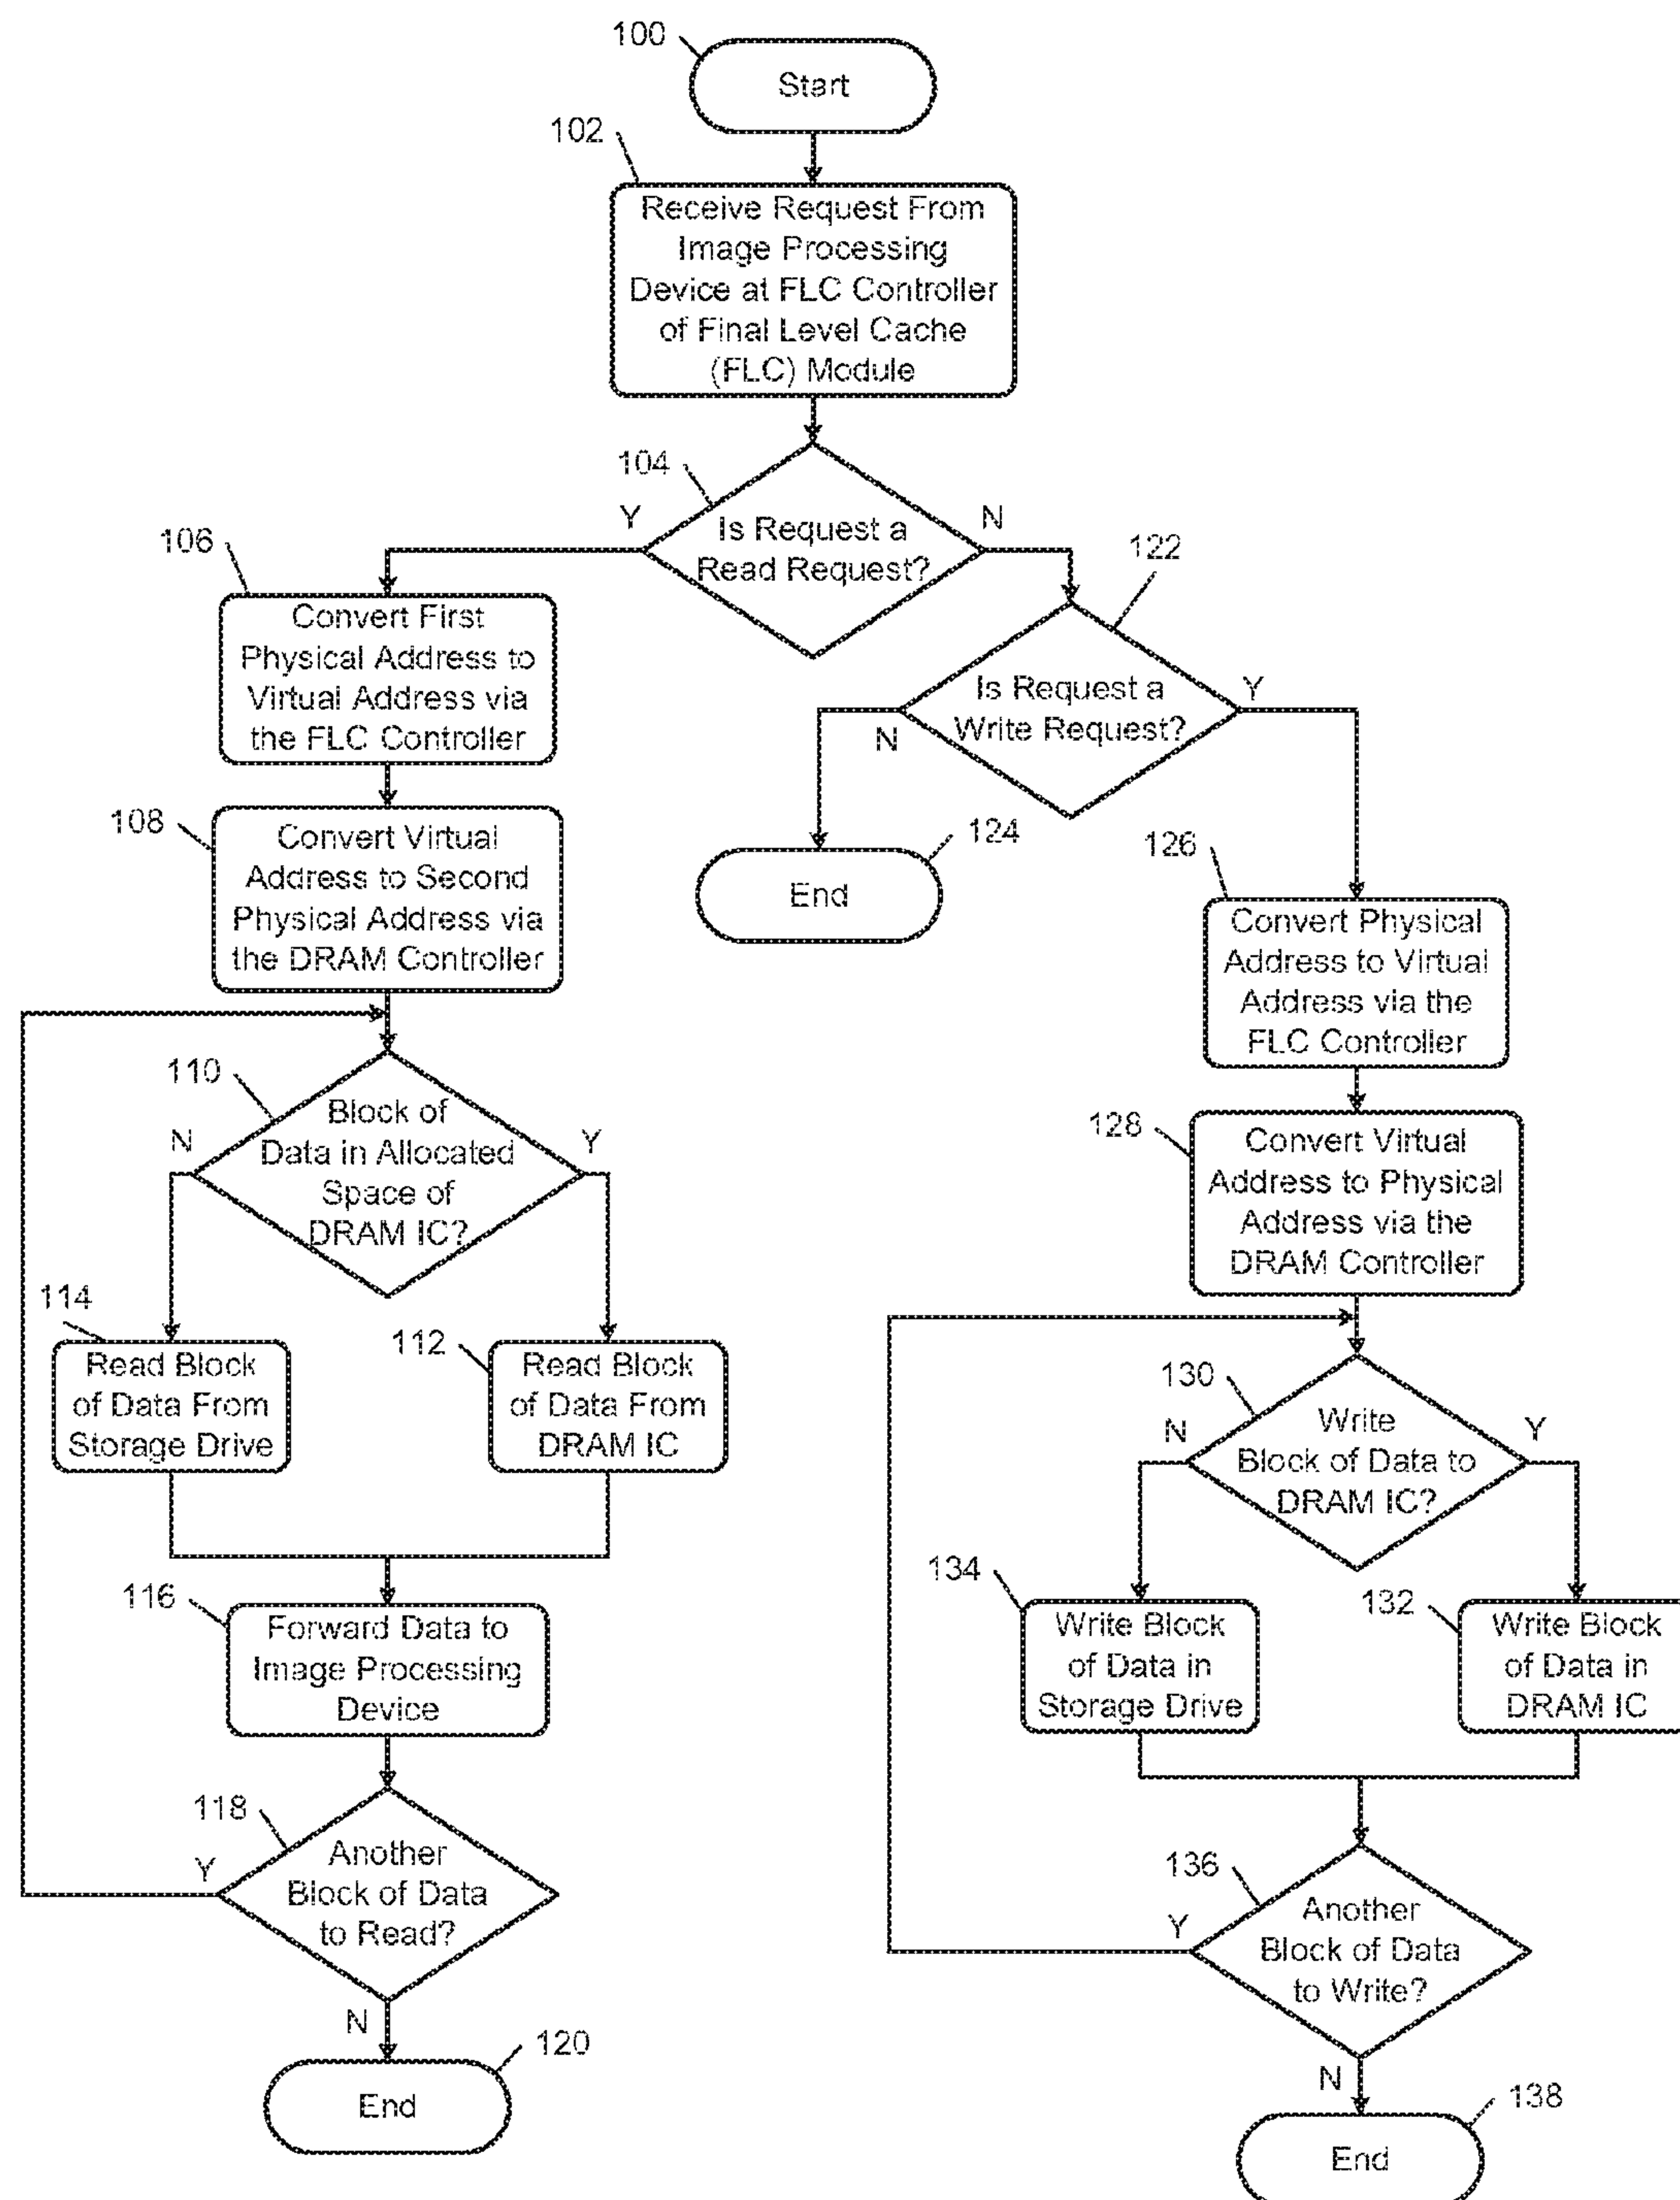 100
Start
102
Receive Request From
Image Processing
Device at FLC Controller
of Final Level Cache
(FLC) Module
104
Y
Is Request a
Read Request?
N
106
Convert First
Physical Address to
Virtual Address via
the FLC Controller
122
Is Request a
Write Request?
Y
N
108
Convert Virtual
Address to Second
Physical Address via
the DRAM Controller
124
End
126
Convert Physical
Address to Virtual
Address via the
FLC Controller
110
Block of
Data in Allocated
Space of
DRAM IC?
N
Y
128
Convert Virtual
Address to Physical
Address via the
DRAM Controller
114
Read Block
of Data From
Storage Drive
112
Read Block
of Data From
DRAM IC
130
Write
Block of Data to
DRAM IC?
N
Y
116
Forward Data to
Image Processing
Device
134
Write Block
of Data in
Storage Drive
132
Write Block
of Data in
DRAM IC
118
Another
Block of Data
to Read?
Y
N
136
Another
Block of Data
to Write?
Y
N
120
End
138
End